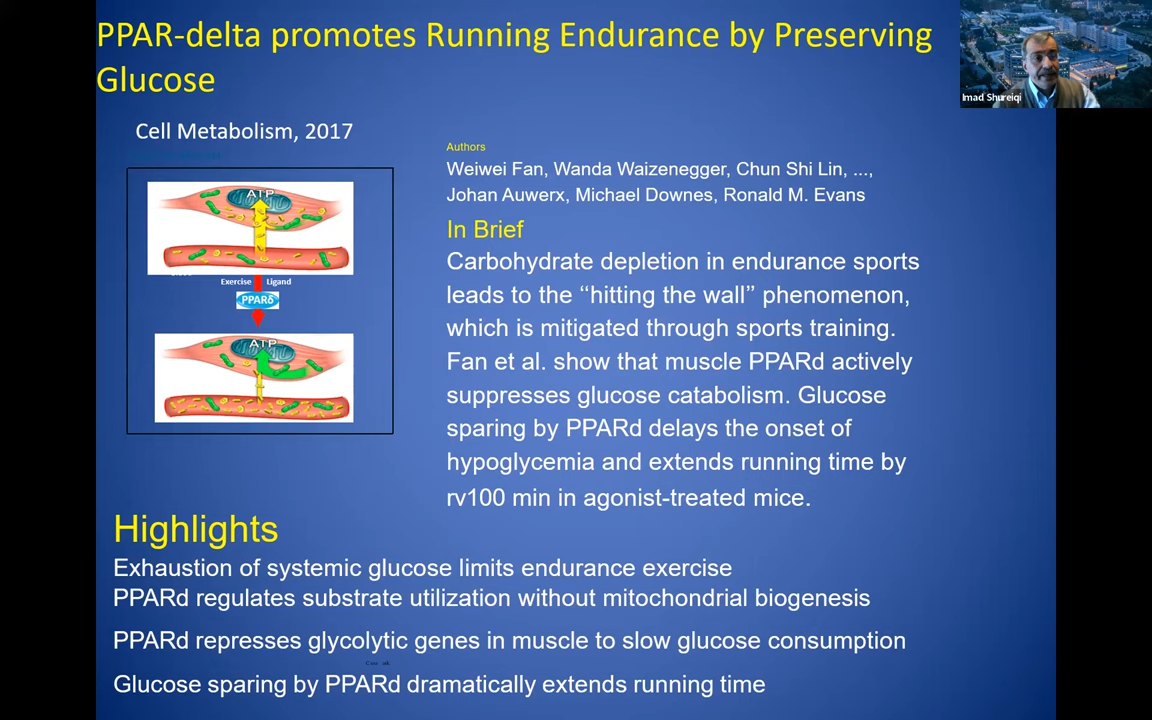 PPAR-delta promotes Running Endurance by Preserving
Glucose
Imad Shureiqi
Cell Metabolism, 2017
Authors
Weiwei Fan, Wanda Waizenegger, Chun Shi Lin, ...,
Johan Auwerx, Michael Downes, Ronald M. Evans
In Brief
Carbohydrate depletion in endurance sports
leads to the ‘‘hitting the wall’’ phenomenon,
which is mitigated through sports training.
Fan et al. show that muscle PPARd actively
suppresses glucose catabolism. Glucose
sparing by PPARd delays the onset of
hypoglycemia and extends running time by
rv100 min in agonist-treated mice.
ATP
Exercise Ligand
PPARδ
ATP
Highlights
Exhaustion of systemic glucose limits endurance exercise
PPARd regulates substrate utilization without mitochondrial biogenesis
PPARd represses glycolytic genes in muscle to slow glucose consumption
Glucose sparing by PPARd dramatically extends running time